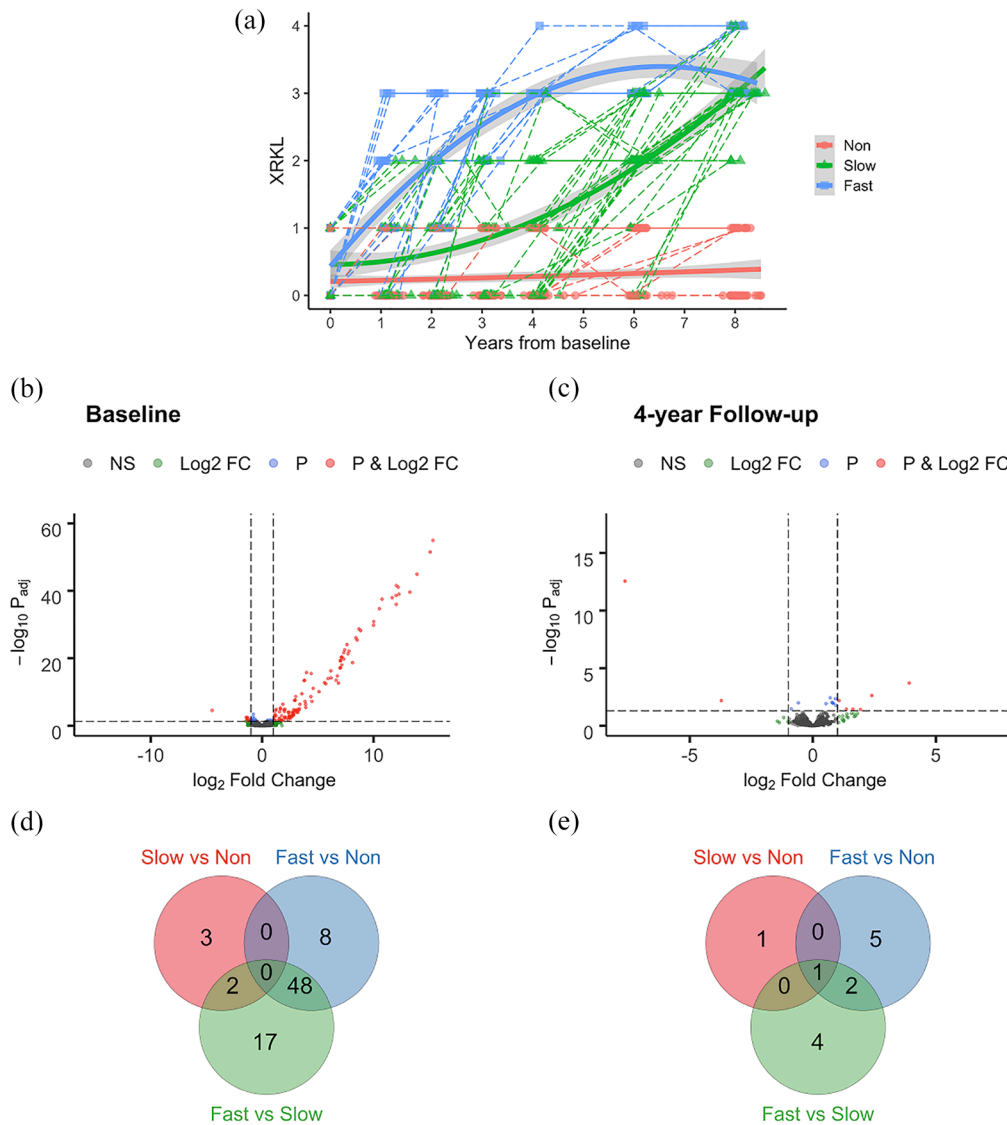 (a)
4
3
2
1
0
XRKL
0 1 2 3 4 5 6 7 8
Years from baseline
Non
Slow
Fast
(b)
Baseline
NS Log2 FC P P & Log2 FC
60
40
20
0
– log10 Padj
-10 0 10
log2 Fold Change
(c)
4-year Follow-up
NS Log2 FC P P & Log2 FC
15
10
5
0
– log10 Padj
-5 0 5
log2 Fold Change
(d)
Slow vs Non Fast vs Non
3 0 8
0
2 48
17
Fast vs Slow
(e)
Slow vs Non Fast vs Non
1 0 5
1
0 2
4
Fast vs Slow